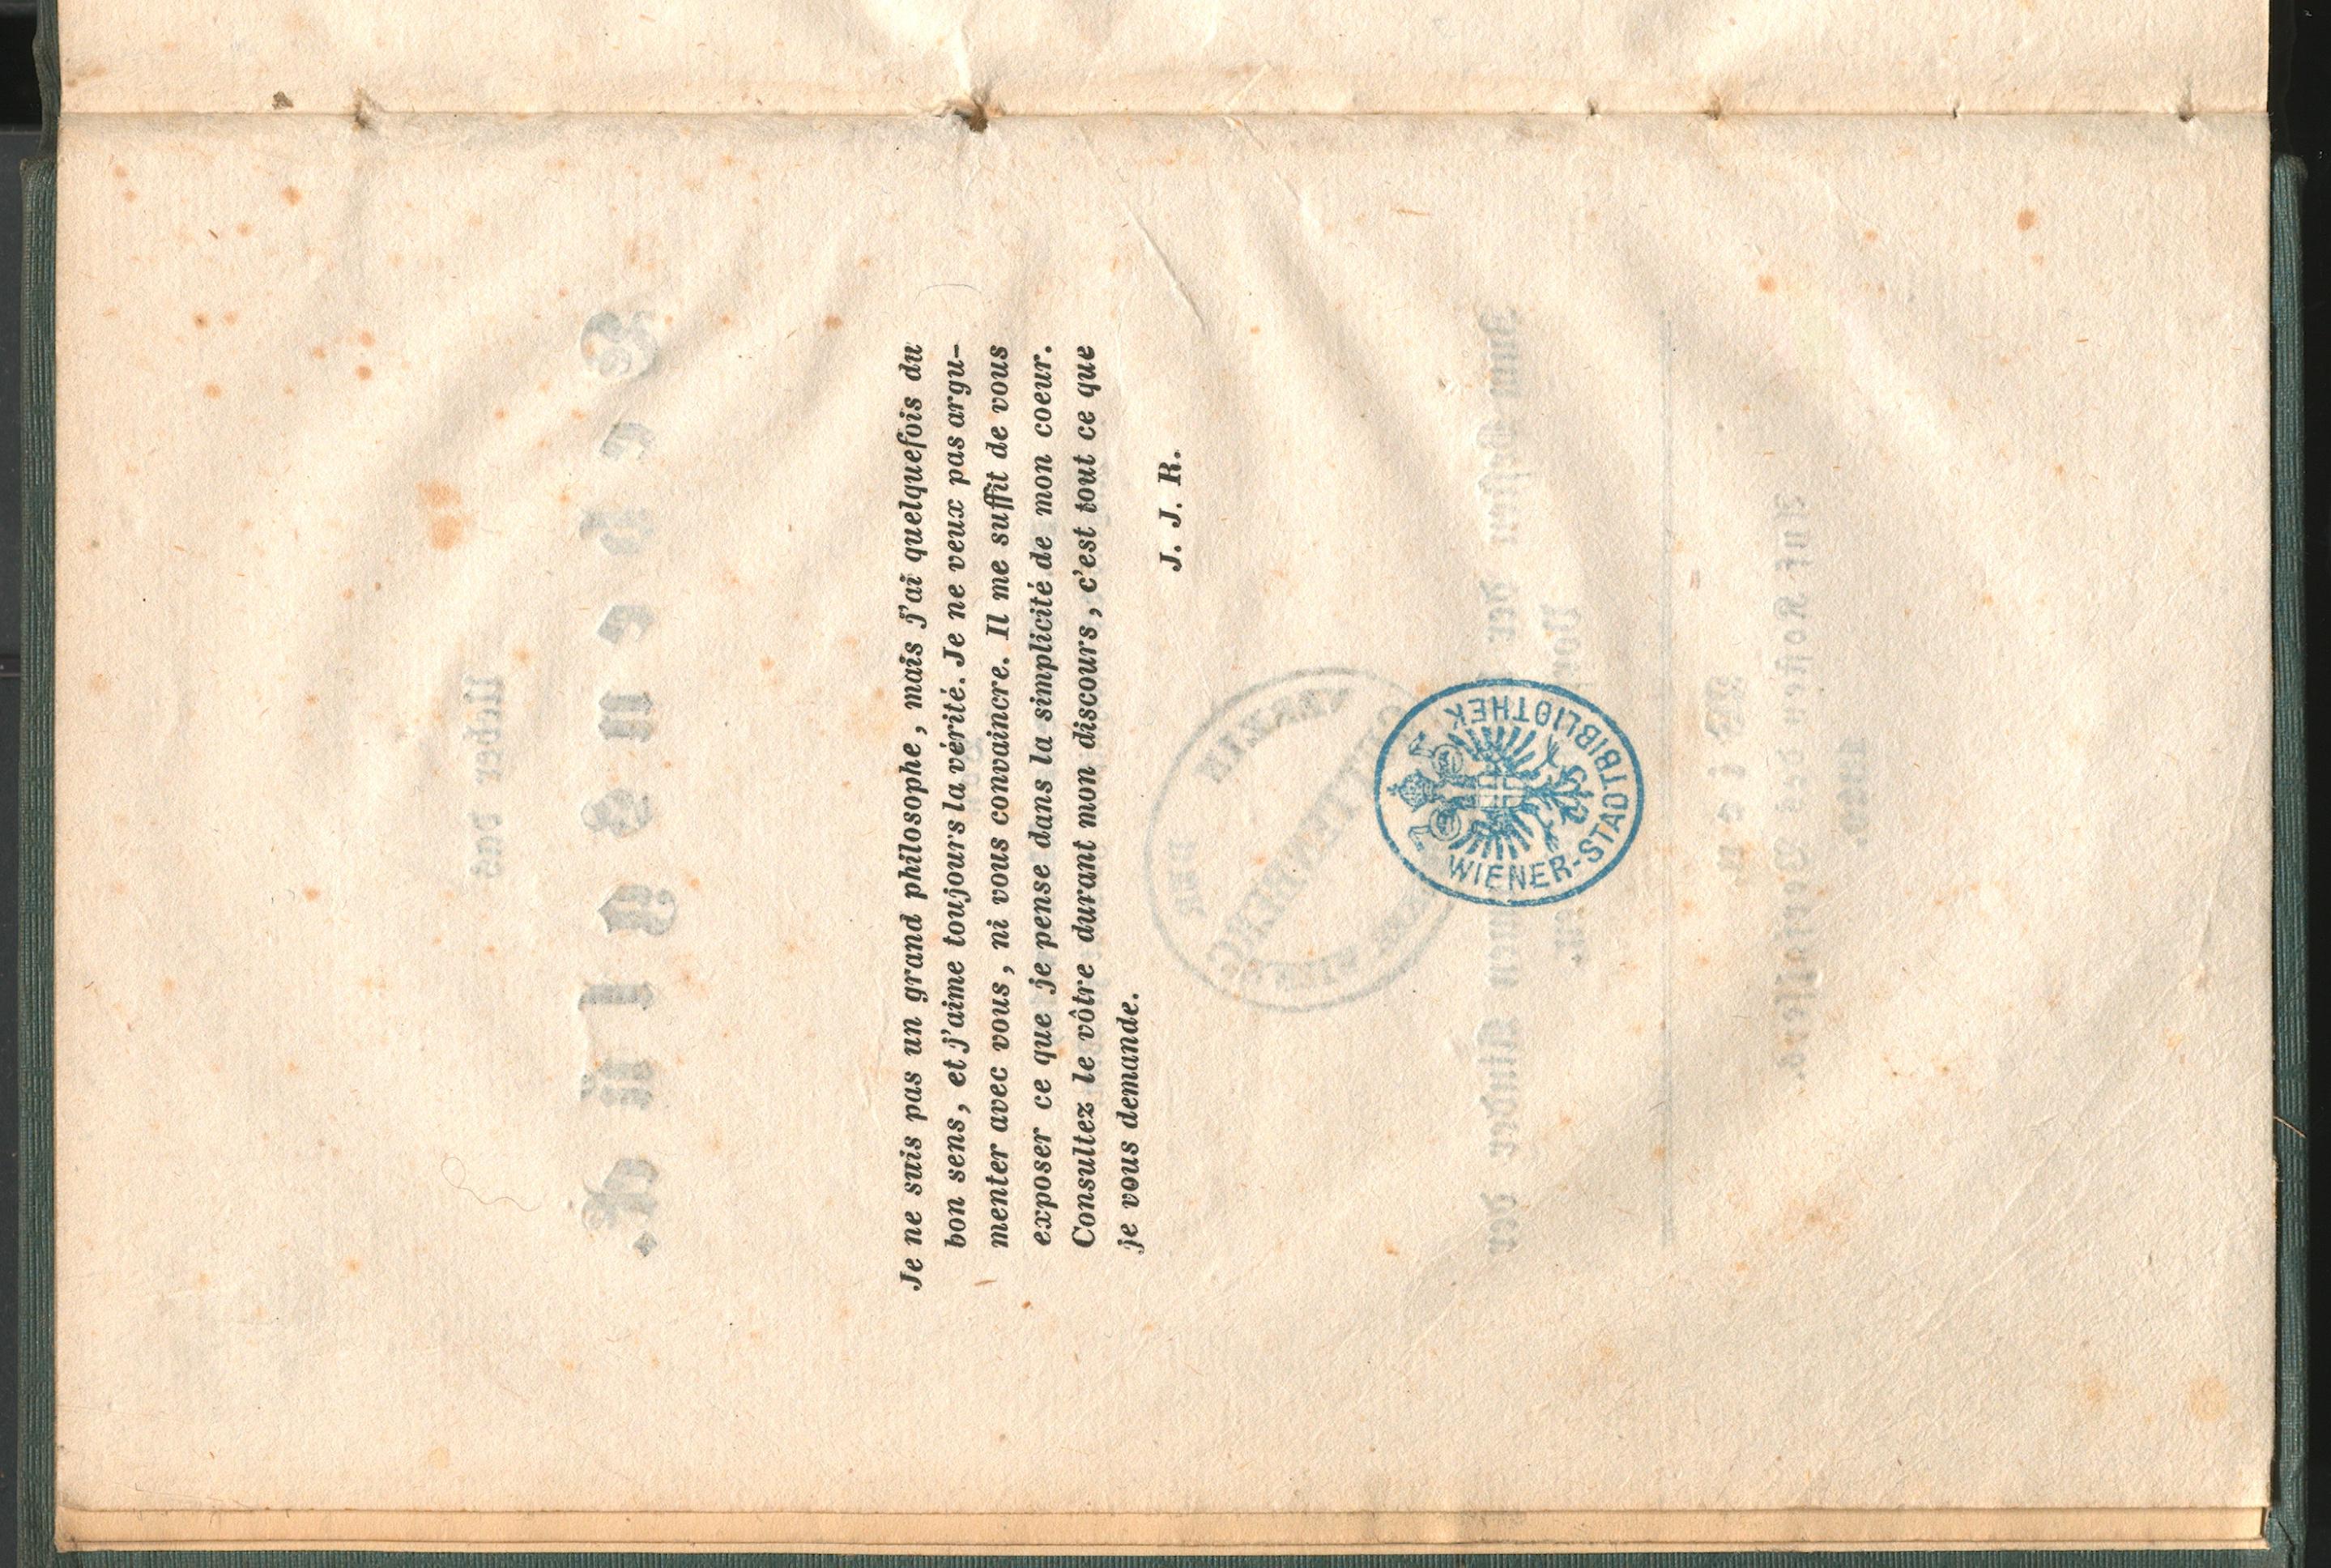 Je ne suis pas un grand philosophe, mais j'ai quelquefois du
bon sens, et j'aime toujours la vérité. Je ne veux pas argu-
menter avec vous, ni vous convaincre. Il me suffit de vous
exposer ce que je pense dans la simplicité de mon coeur.
Consultez le vôtre durant mon discours, c'est tout ce que
je vous demande.
J. J. R.
WIENER-STADTBIBLIOTHEK